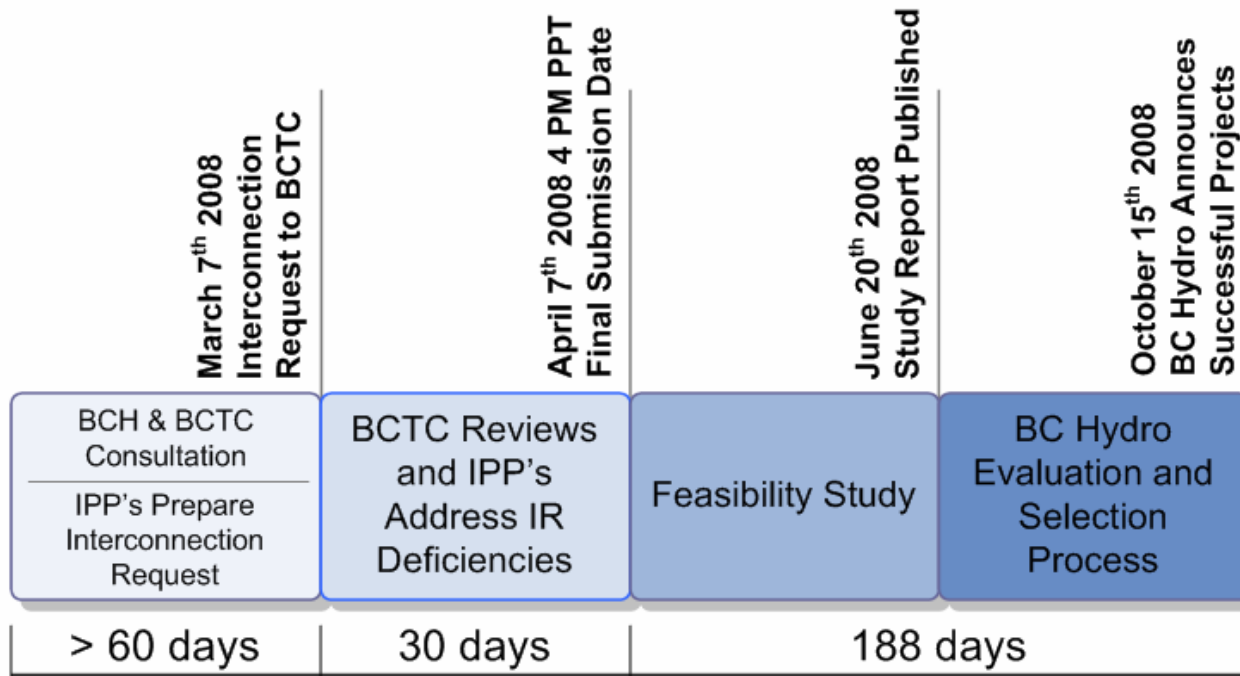 March 7th 2008
Interconnection
Request to BCTC
April 7th 2008 4 PM PPT
Final Submission Date
June 20th 2008
Study Report Published
October 15th 2008
BC Hydro Announces
Successful Projects
BCH & BCTC
Consultation
IPP's Prepare
Interconnection
Request
BCTC Reviews
and IPP's
Address IR
Deficiencies
Feasibility Study
BC Hydro
Evaluation and
Selection
Process
> 60 days
30 days
188 days